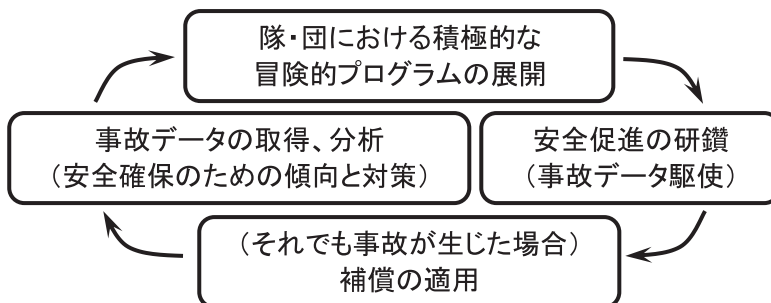 隊・団における積極的な
冒険的プログラムの展開
事故データの取得、分析
（安全確保のための傾向と対策）
安全促進の研鑽
（事故データ駆使）
（それでも事故が生じた場合）
補償の適用